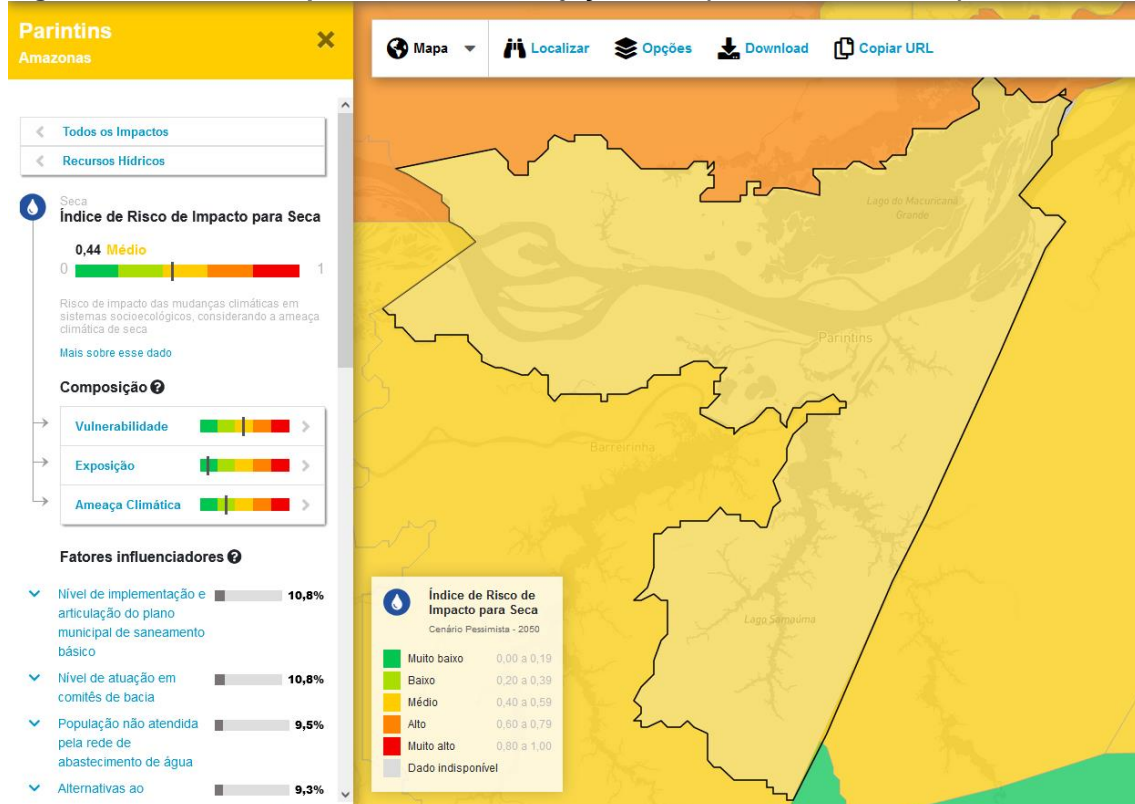 Parintins
Amazonas
Mapa
Localizar
Opções
Download
Copiar URL
Todos os Impactos
Recursos Hídricos
Seca
Índice de Risco de Impacto para Seca
0,44 Médio
0
1
Risco de impacto das mudanças climáticas em
sistemas socioecológicos, considerando a ameaça
climática de seca
Mais sobre esse dado
Composição
Vulnerabilidade
Exposição
Ameaça Climática
Fatores influenciadores
Nível de implementação e
articulação do plano
municipal de saneamento
básico
10,8%
Nível de atuação em
comitês de bacia
10,8%
População não atendida
pela rede de
abastecimento de água
9,5%
Alternativas ao
9,3%
Lago do Macuricanã
Grande
Parintins
Barreirinha
Lago Samaúma
Índice de Risco de
Impacto para Seca
Cenário Pessimista - 2050
Muito baixo 0,00 a 0,19
Baixo 0,20 a 0,39
Médio 0,40 a 0,59
Alto 0,60 a 0,79
Muito alto 0,80 a 1,00
Dado indisponível